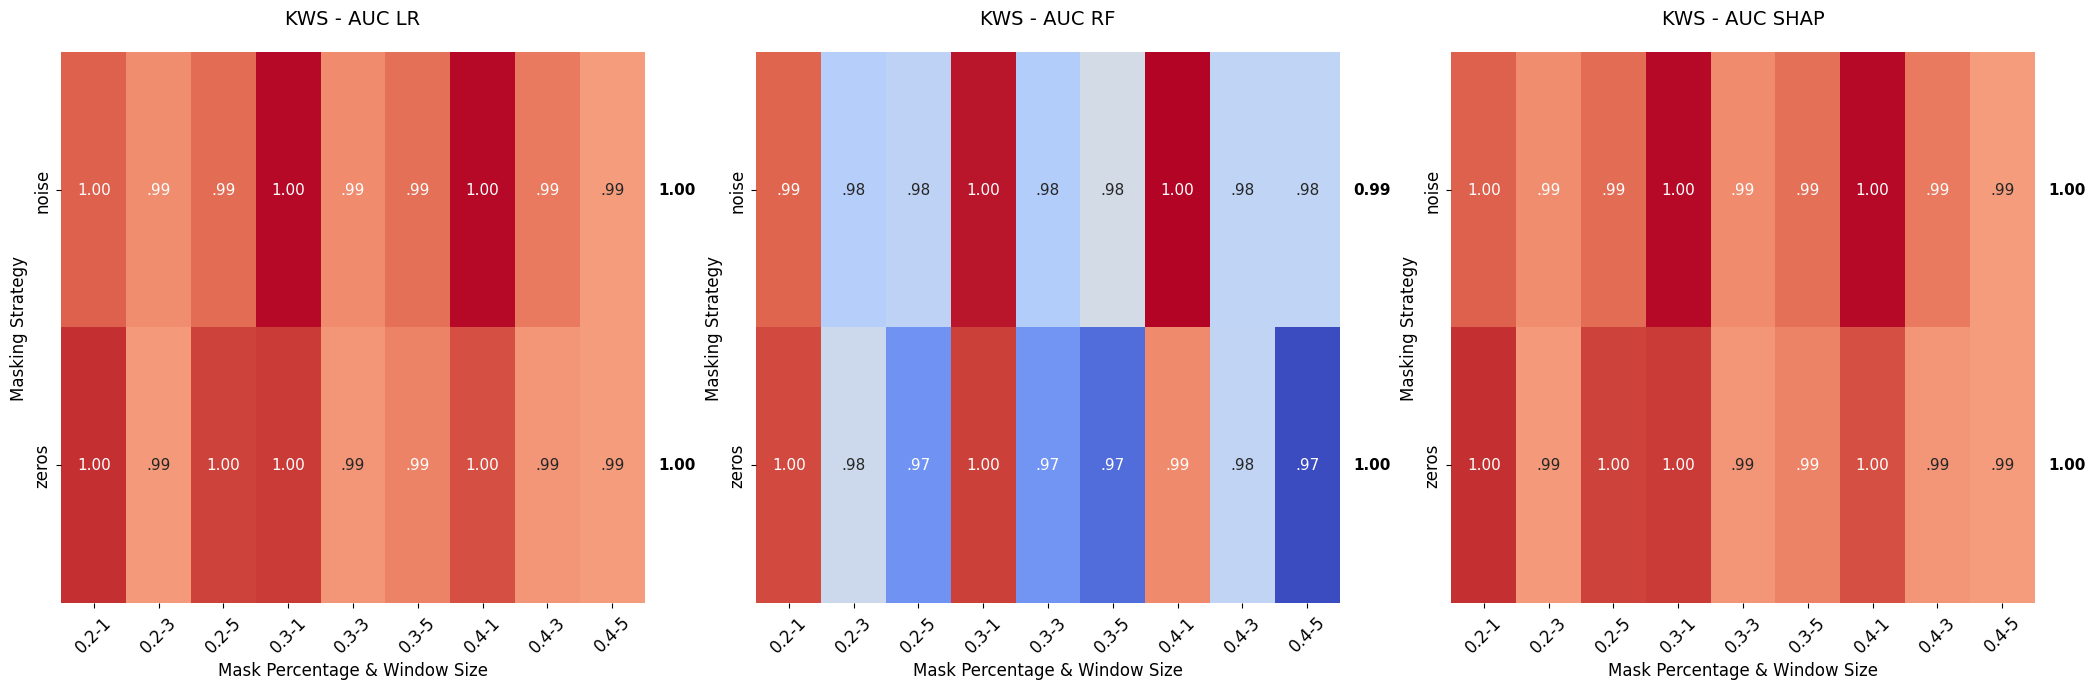 KWS - AUC LR
Masking Strategy
noise
1.00 .99 .99 1.00 .99 .99 1.00 .99 .99 1.00
zeros
1.00 .99 1.00 1.00 .99 .99 1.00 .99 .99 1.00
0.2-1 0.2-3 0.2-5 0.3-1 0.3-3 0.3-5 0.4-1 0.4-3 0.4-5
Mask Percentage & Window Size
KWS - AUC RF
Masking Strategy
noise
.99 .98 .98 1.00 .98 .98 1.00 .98 .98 0.99
zeros
1.00 .98 .97 1.00 .97 .97 .99 .98 .97 1.00
0.2-1 0.2-3 0.2-5 0.3-1 0.3-3 0.3-5 0.4-1 0.4-3 0.4-5
Mask Percentage & Window Size
KWS - AUC SHAP
Masking Strategy
noise
1.00 .99 .99 1.00 .99 .99 1.00 .99 .99 1.00
zeros
1.00 .99 1.00 1.00 .99 .99 1.00 .99 .99 1.00
0.2-1 0.2-3 0.2-5 0.3-1 0.3-3 0.3-5 0.4-1 0.4-3 0.4-5
Mask Percentage & Window Size